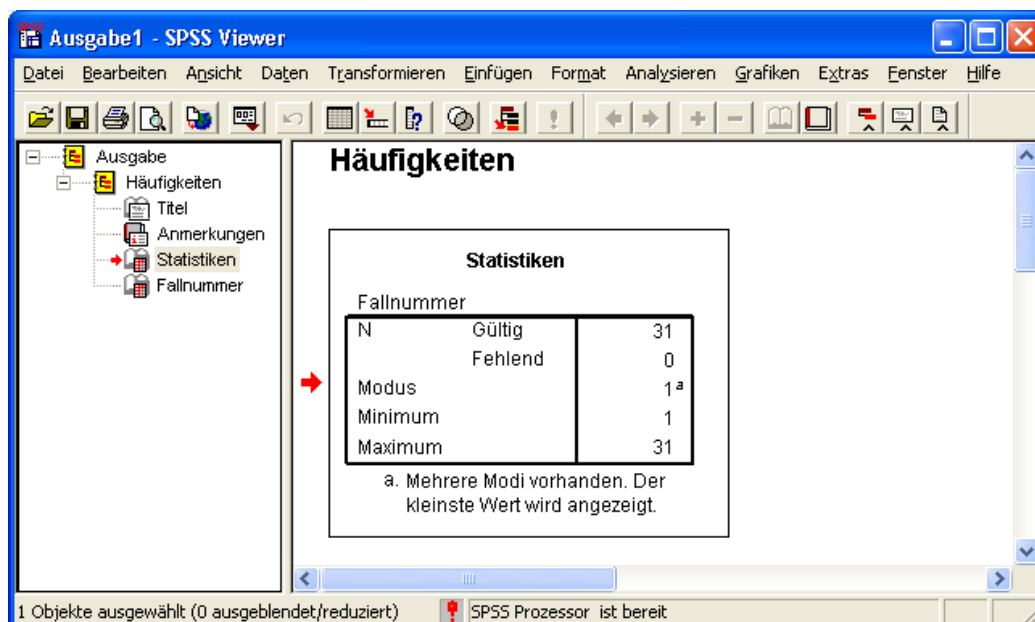 Ausgabe1 - SPSS Viewer
Datei Bearbeiten Ansicht Daten Transformieren Einfügen Format Analysieren Grafiken Extras Fenster Hilfe
Ausgabe
Häufigkeiten
Titel
Anmerkungen
Statistiken
Fallnummer
Häufigkeiten
Statistiken
Fallnummer
N Gültig 31
Fehlend 0
Modus 1ª
Minimum 1
Maximum 31
a. Mehrere Modi vorhanden. Der
kleinste Wert wird angezeigt.
1 Objekte ausgewählt (0 ausgeblendet/reduziert) SPSS Prozessor ist bereit